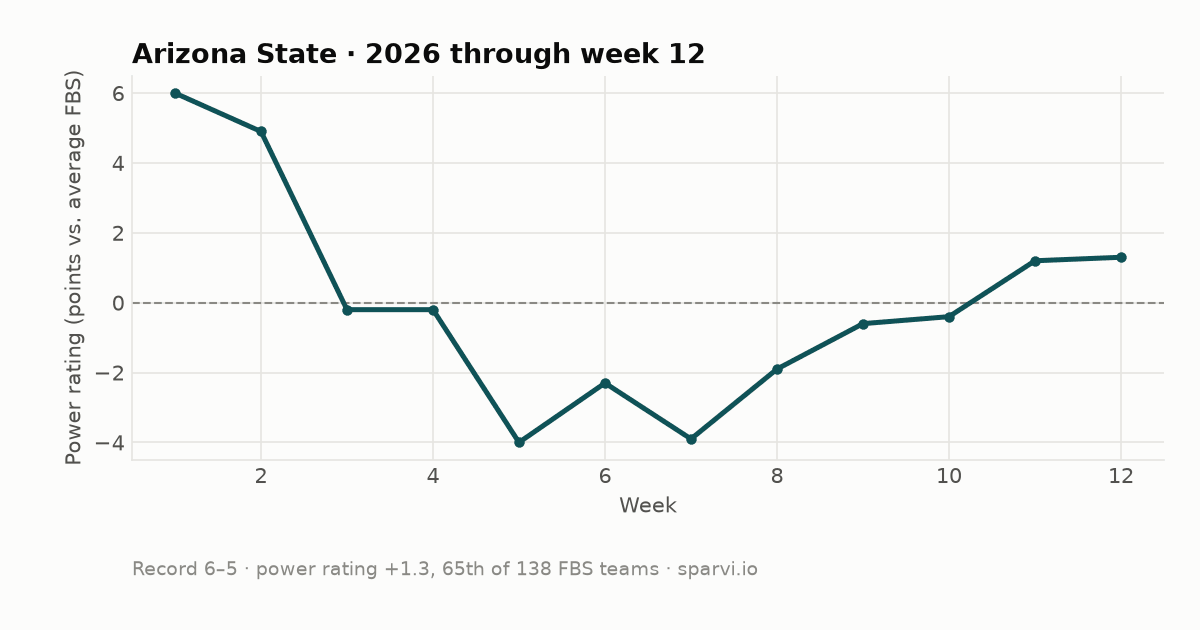 Arizona State · 2026 through week 12
Power rating (points vs. average FBS)
6
4
2
0
−2
−4
2 4 6 8 10 12
Week
Record 6–5 · power rating +1.3, 65th of 138 FBS teams · sparvi.io